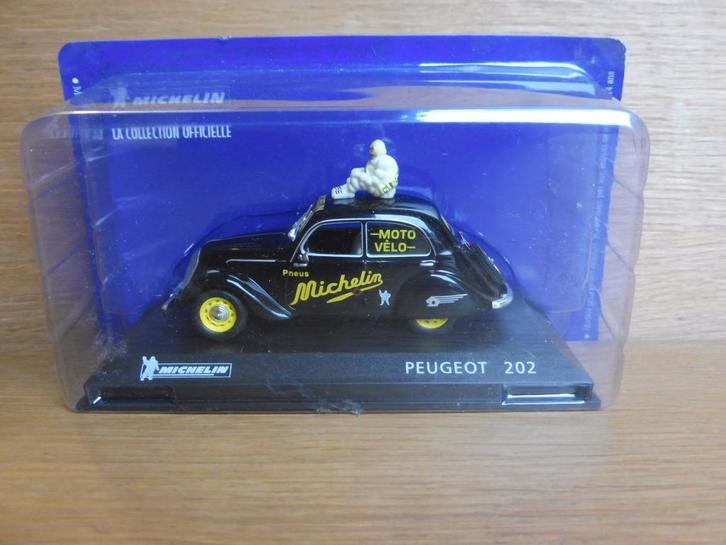 MICHELIN
LA COLLECTION OFFICIELLE
MOTO
VÉLO
Pneus
Michelin
MICHELIN
PEUGEOT 202